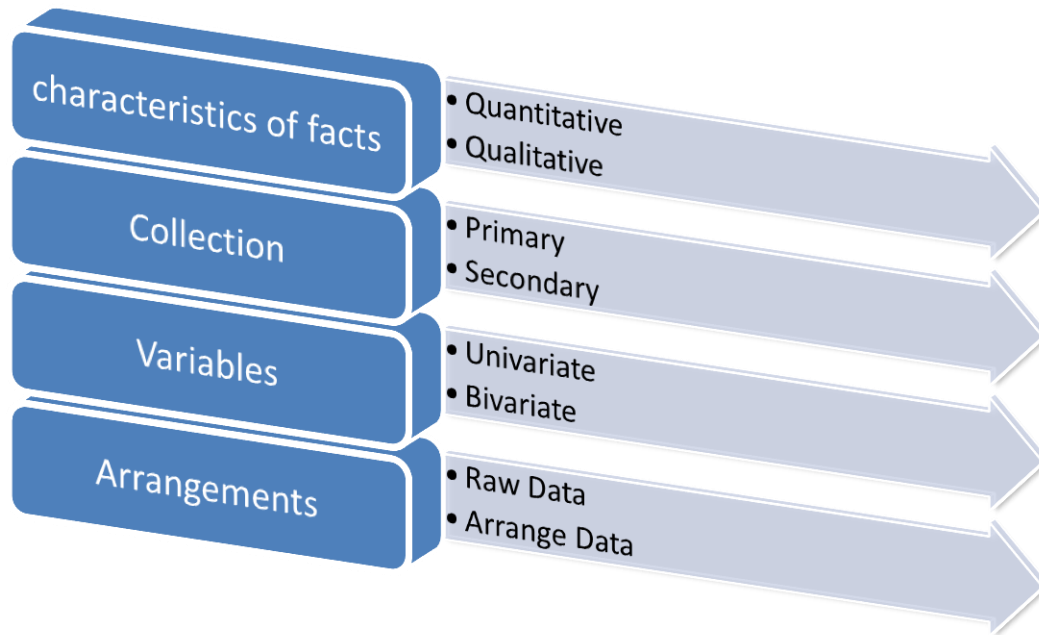 characteristics of facts
• Quantitative
• Qualitative
Collection
• Primary
• Secondary
Variables
• Univariate
• Bivariate
Arrangements
• Raw Data
• Arrange Data